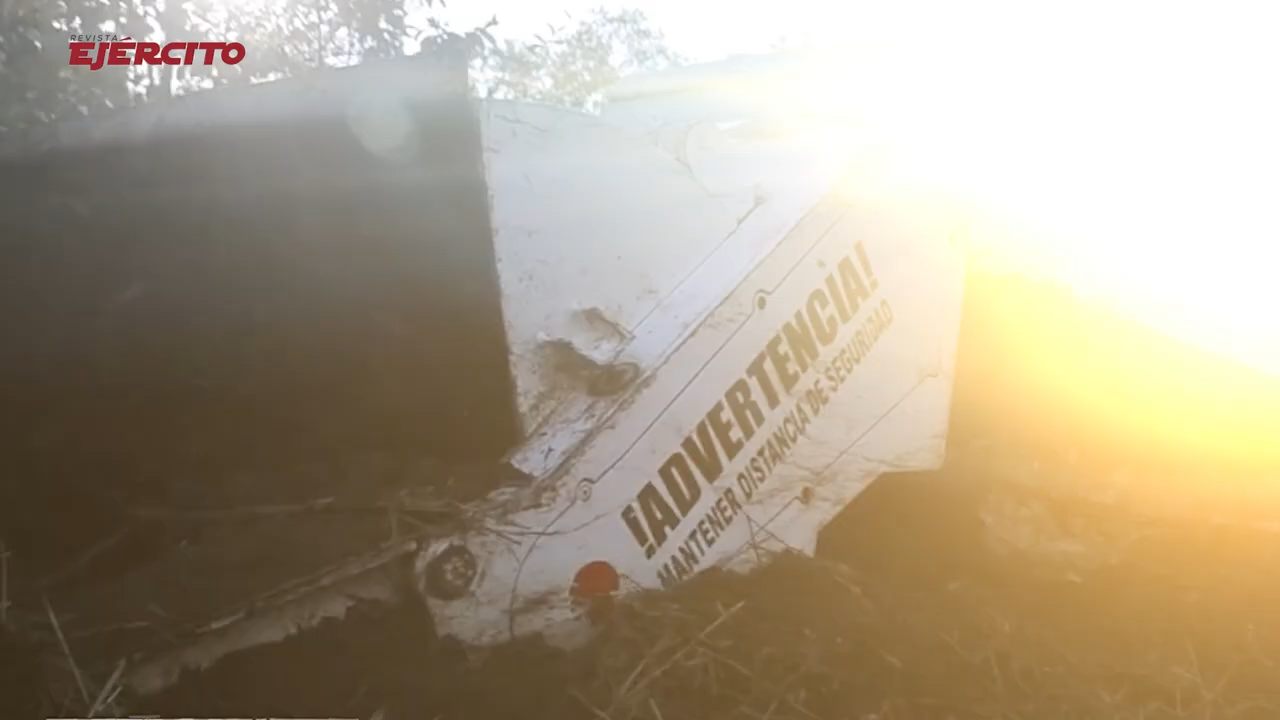 REVISTA
EJÉRCITO
¡ADVERTENCIA!
MANTENER DISTANCIA DE SEGURIDAD